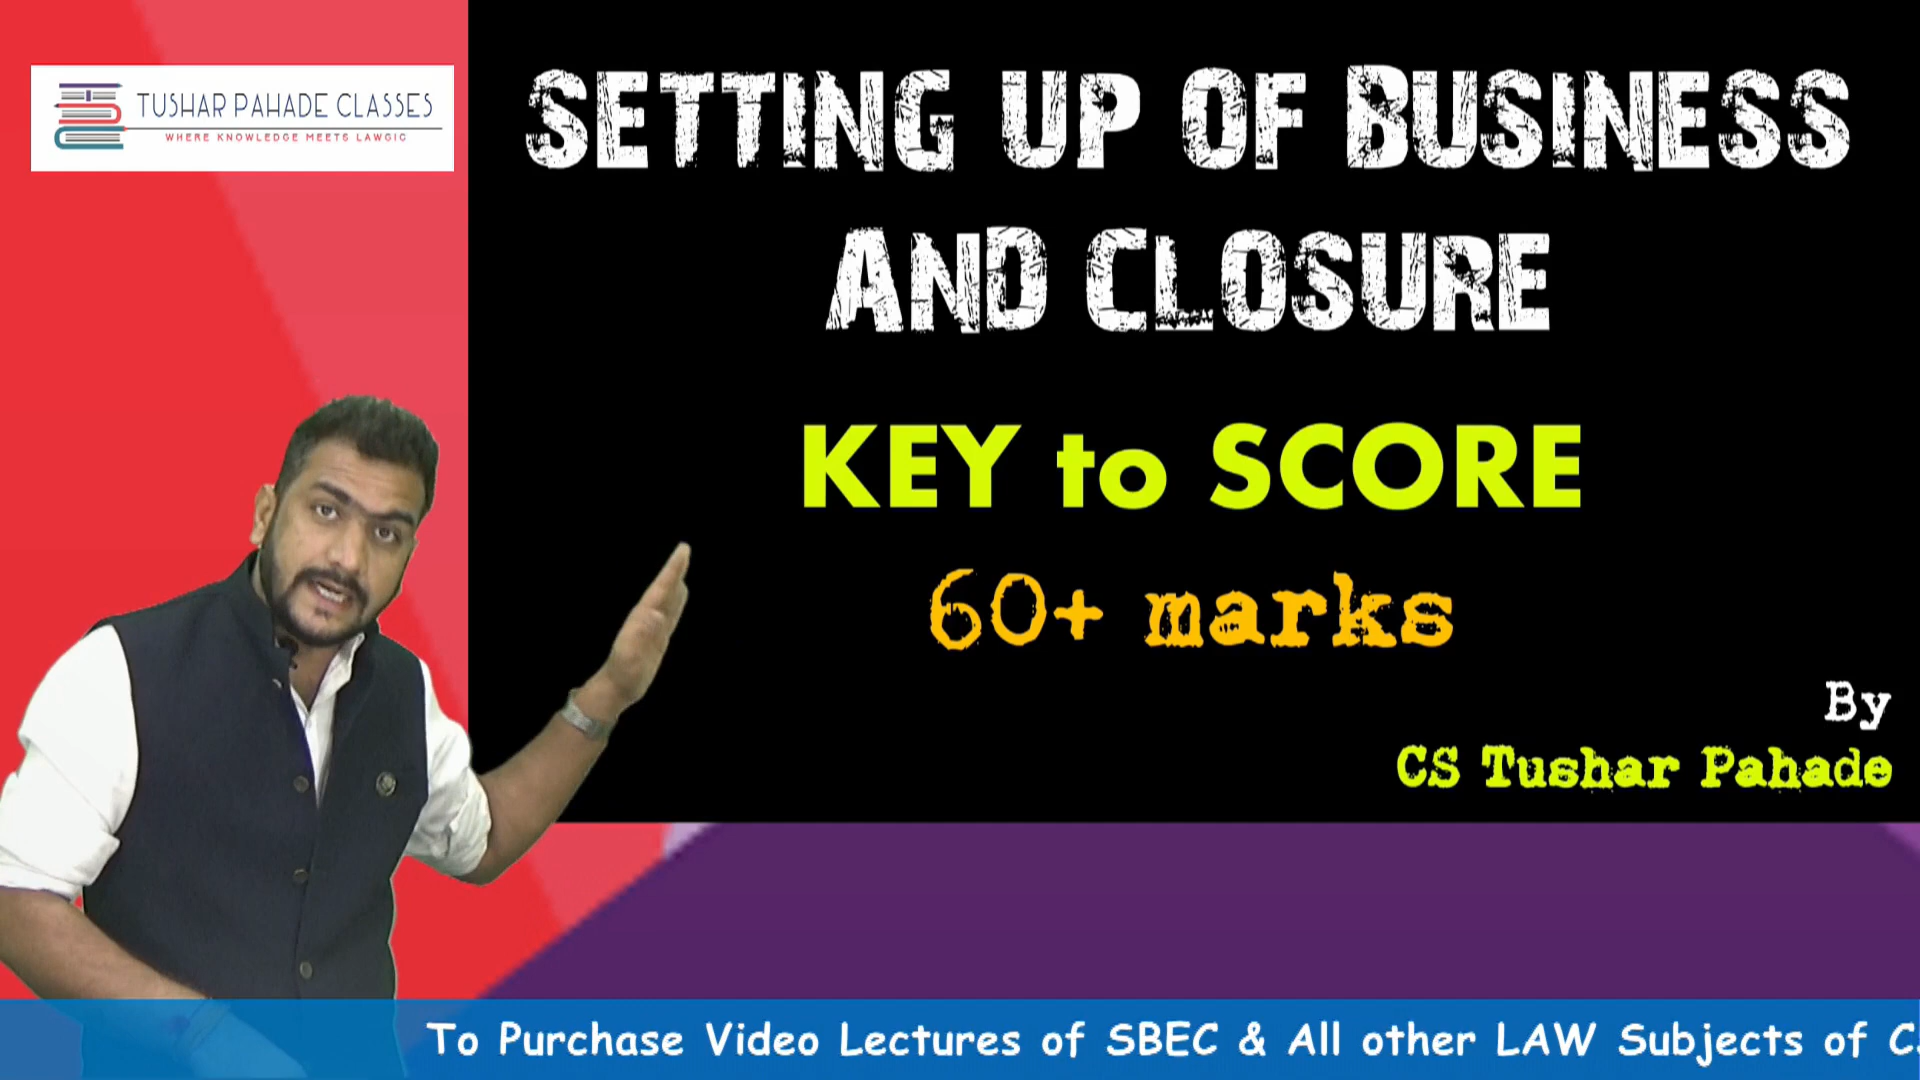 TUSHAR PAHADE CLASSES
WHERE KNOWLEDGE MEETS LAWGIC
SETTING UP OF BUSINESS
AND CLOSURE
KEY to SCORE
60+ marks
By
CS Tushar Pahade
To Purchase Video Lectures of SBEC & All other LAW Subjects of